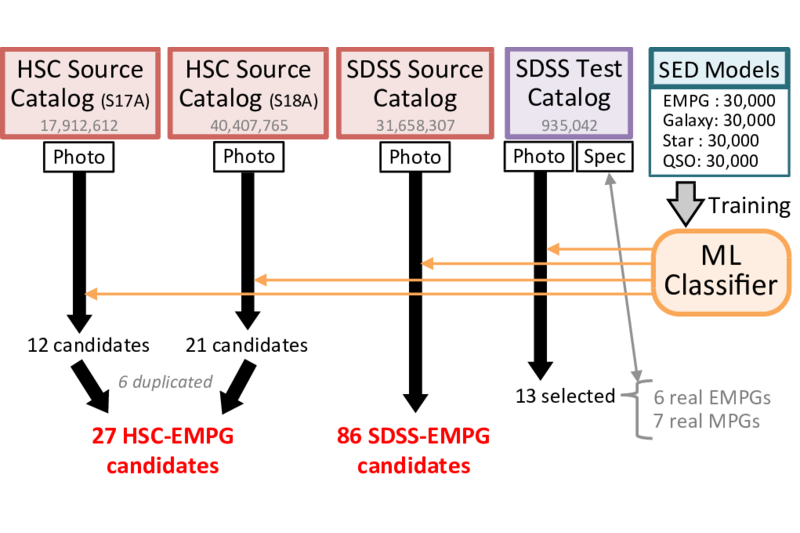 HSC Source
Catalog (S17A)
17,912,612
Photo
HSC Source
Catalog (S18A)
40,407,765
Photo
SDSS Source
Catalog
31,658,307
Photo
SDSS Test
Catalog
935,042
Photo
Spec
SED Models
EMPG : 30,000
Galaxy: 30,000
Star : 30,000
QSO: 30,000
Training
ML
Classifier
12 candidates
21 candidates
6 duplicated
27 HSC-EMPG
candidates
86 SDSS-EMPG
candidates
13 selected
6 real EMPGs
7 real MPGs